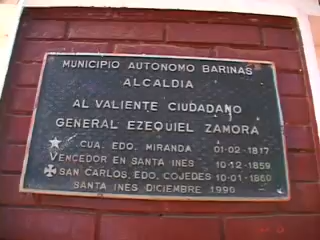 MUNICIPIO AUTONOMO BARINAS
ALCALDIA
AL VALIENTE CIUDADANO
GENERAL EZEQUIEL ZAMORA
CUA. EDO. MIRANDA 01-02-1817
VENCEDOR EN SANTA INES 10-12-1859
SAN CARLOS, EDO. COJEDES 10-01-1860
SANTA INES DICIEMBRE 1990